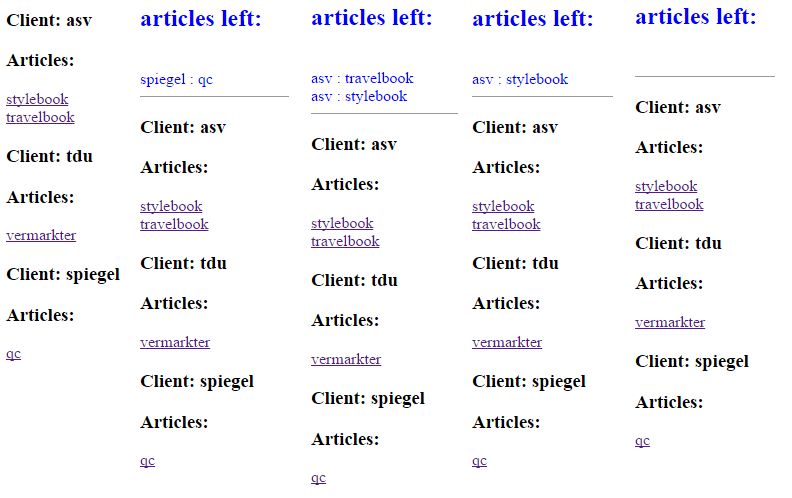 Client: asv
Articles:
stylebook
travelbook
Client: tdu
Articles:
vermarkter
Client: spiegel
Articles:
qc
articles left:
spiegel : qc
Client: asv
Articles:
stylebook
travelbook
Client: tdu
Articles:
vermarkter
Client: spiegel
Articles:
qc
articles left:
asv : travelbook
asv : stylebook
Client: asv
Articles:
stylebook
travelbook
Client: tdu
Articles:
vermarkter
Client: spiegel
Articles:
qc
articles left:
asv : stylebook
Client: asv
Articles:
stylebook
travelbook
Client: tdu
Articles:
vermarkter
Client: spiegel
Articles:
qc
articles left:
Client: asv
Articles:
stylebook
travelbook
Client: tdu
Articles:
vermarkter
Client: spiegel
Articles:
qc